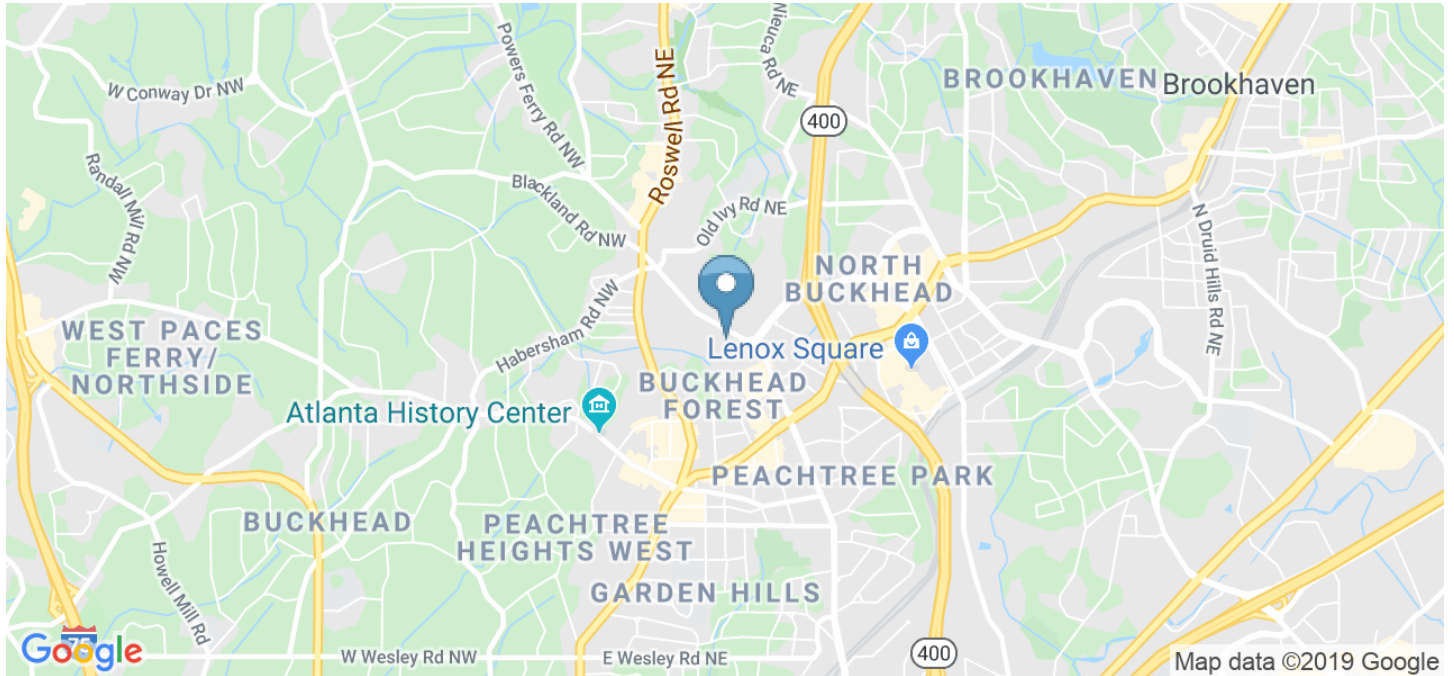 Powers Ferry Rd NW
Roswell Rd NE
Nieuca Rd NE
BROOKHAVEN
Brookhaven
W Conway Dr NW
400
Randall Mill Rd NW
Blackland Rd NW
Old Ivy Rd NE
N Druid Hills Rd NE
NORTH
BUCKHEAD
Habersham Rd NW
WEST PACES
FERRY/
NORTHSIDE
Lenox Square
BUCKHEAD
FOREST
Atlanta History Center
PEACHTREE PARK
BUCKHEAD
PEACHTREE
HEIGHTS WEST
Howell Mill Rd
GARDEN HILLS
75
Google
W Wesley Rd NW
E Wesley Rd NE
400
Map data ©2019 Google